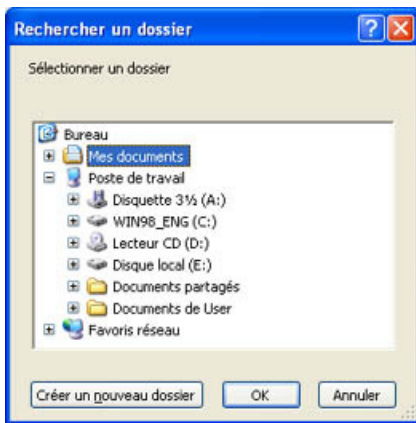 Rechercher un dossier
Sélectionner un dossier
Bureau
Mes documents
Poste de travail
Disquette 3½ (A:)
WIN98_ENG (C:)
Lecteur CD (D:)
Disque local (E:)
Documents partagés
Documents de User
Favoris réseau
Créer un nouveau dossier OK Annuler